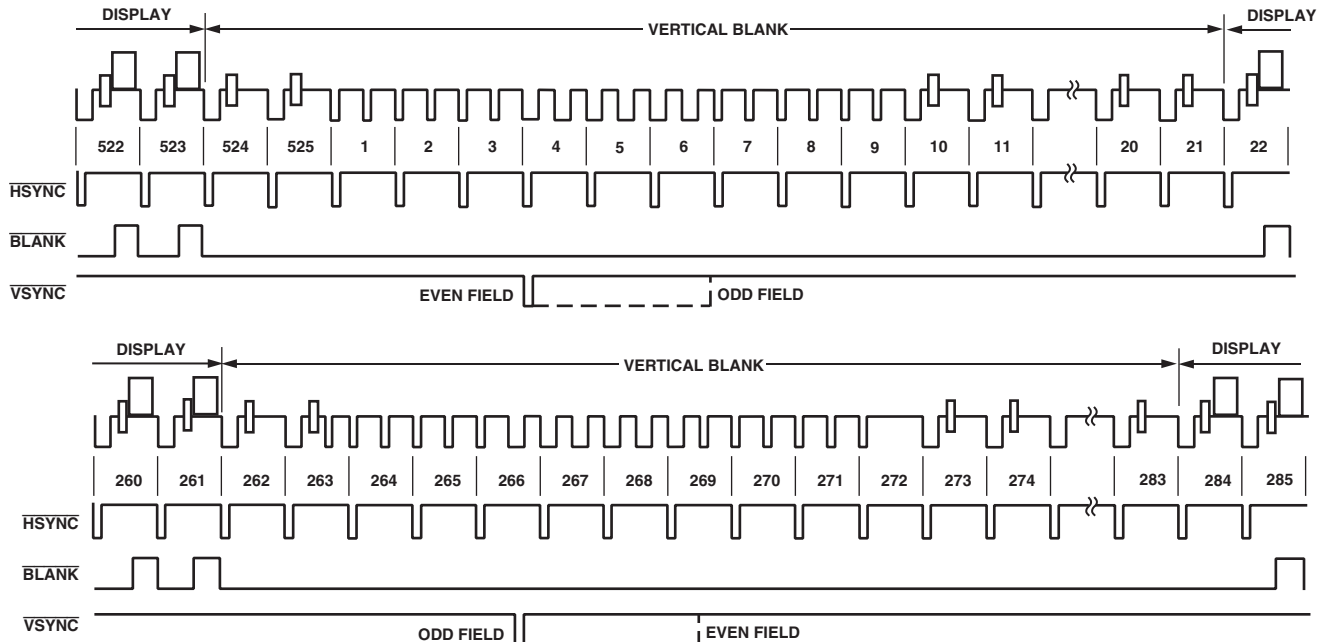 DISPLAY VERTICAL BLANK DISPLAY
522 523 524 525 1 2 3 4 5 6 7 8 9 10 11 20 21 22
HSYNC
BLANK
VSYNC EVEN FIELD ODD FIELD
DISPLAY VERTICAL BLANK DISPLAY
260 261 262 263 264 265 266 267 268 269 270 271 272 273 274 283 284 285
HSYNC
BLANK
VSYNC ODD FIELD EVEN FIELD